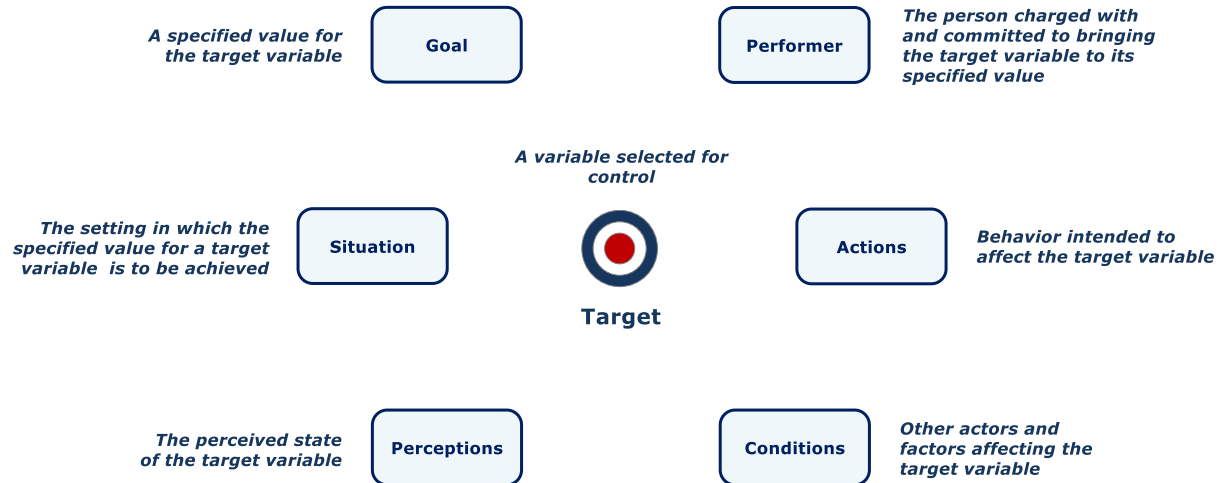 A specified value for
the target variable
Goal
Performer
The person charged with
and committed to bringing
the target variable to its
specified value
A variable selected for
control
The setting in which the
specified value for a target
variable  is to be achieved
Situation
Target
Actions
Behavior intended to
affect the target variable
The perceived state
of the target variable
Perceptions
Conditions
Other actors and
factors affecting the
target variable